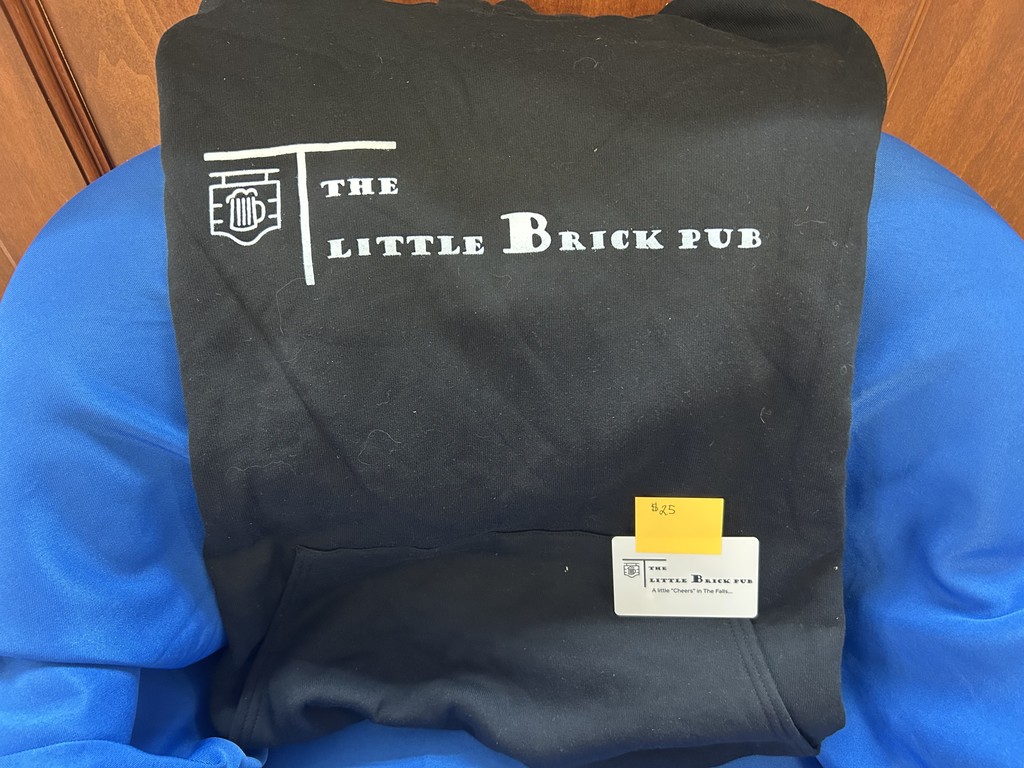 THE
LITTLE BRICK PUB
$25
THE
LITTLE BRICK PUB
A little "Cheers" in The Falls...